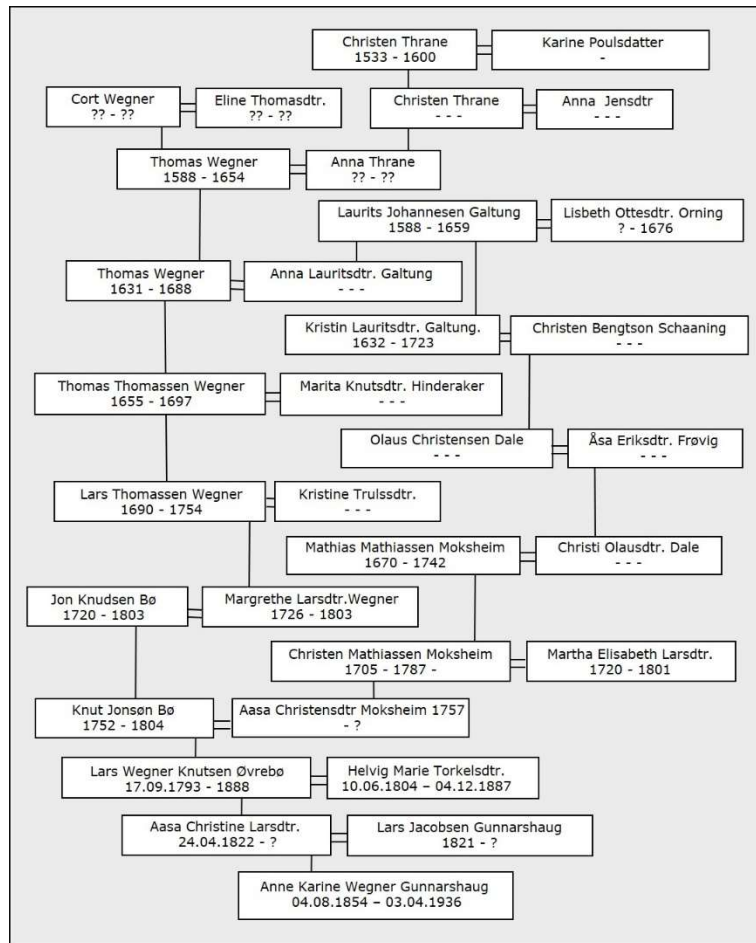 Christen Thrane
1533 - 1600
Karine Poulsdatter
-
Cort Wegner
?? - ??
Eline Thomasdtr.
?? - ??
Christen Thrane
- - -
Anna  Jensdtr
- - -
Thomas Wegner
1588 - 1654
Anna Thrane
?? - ??
Laurits Johannesen Galtung
1588 - 1659
Lisbeth Ottesdtr. Orning
? - 1676
Thomas Wegner
1631 - 1688
Anna Lauritsdtr. Galtung
- - -
Kristin Lauritsdtr. Galtung.
1632 - 1723
Christen Bengtson Schaaning
- - -
Thomas Thomassen Wegner
1655 - 1697
Marita Knutsdtr. Hinderaker
- - -
Olaus Christensen Dale
- - -
Åsa Eriksdtr. Frøvig
- - -
Lars Thomassen Wegner
1690 - 1754
Kristine Trulssdtr.
- - -
Mathias Mathiassen Moksheim
1670 - 1742
Christi Olausdtr. Dale
- - -
Jon Knudsen Bø
1720 - 1803
Margrethe Larsdtr.Wegner
1726 - 1803
Christen Mathiassen Moksheim
1705 - 1787 -
Martha Elisabeth Larsdtr.
1720 - 1801
Knut Jonsøn Bø
1752 - 1804
Aasa Christensdtr Moksheim 1757
- ?
Lars Wegner Knutsen Øvrebø
17.09.1793 - 1888
Helvig Marie Torkelsdtr.
10.06.1804 – 04.12.1887
Aasa Christine Larsdtr.
24.04.1822 - ?
Lars Jacobsen Gunnarshaug
1821 - ?
Anne Karine Wegner Gunnarshaug
04.08.1854 – 03.04.1936